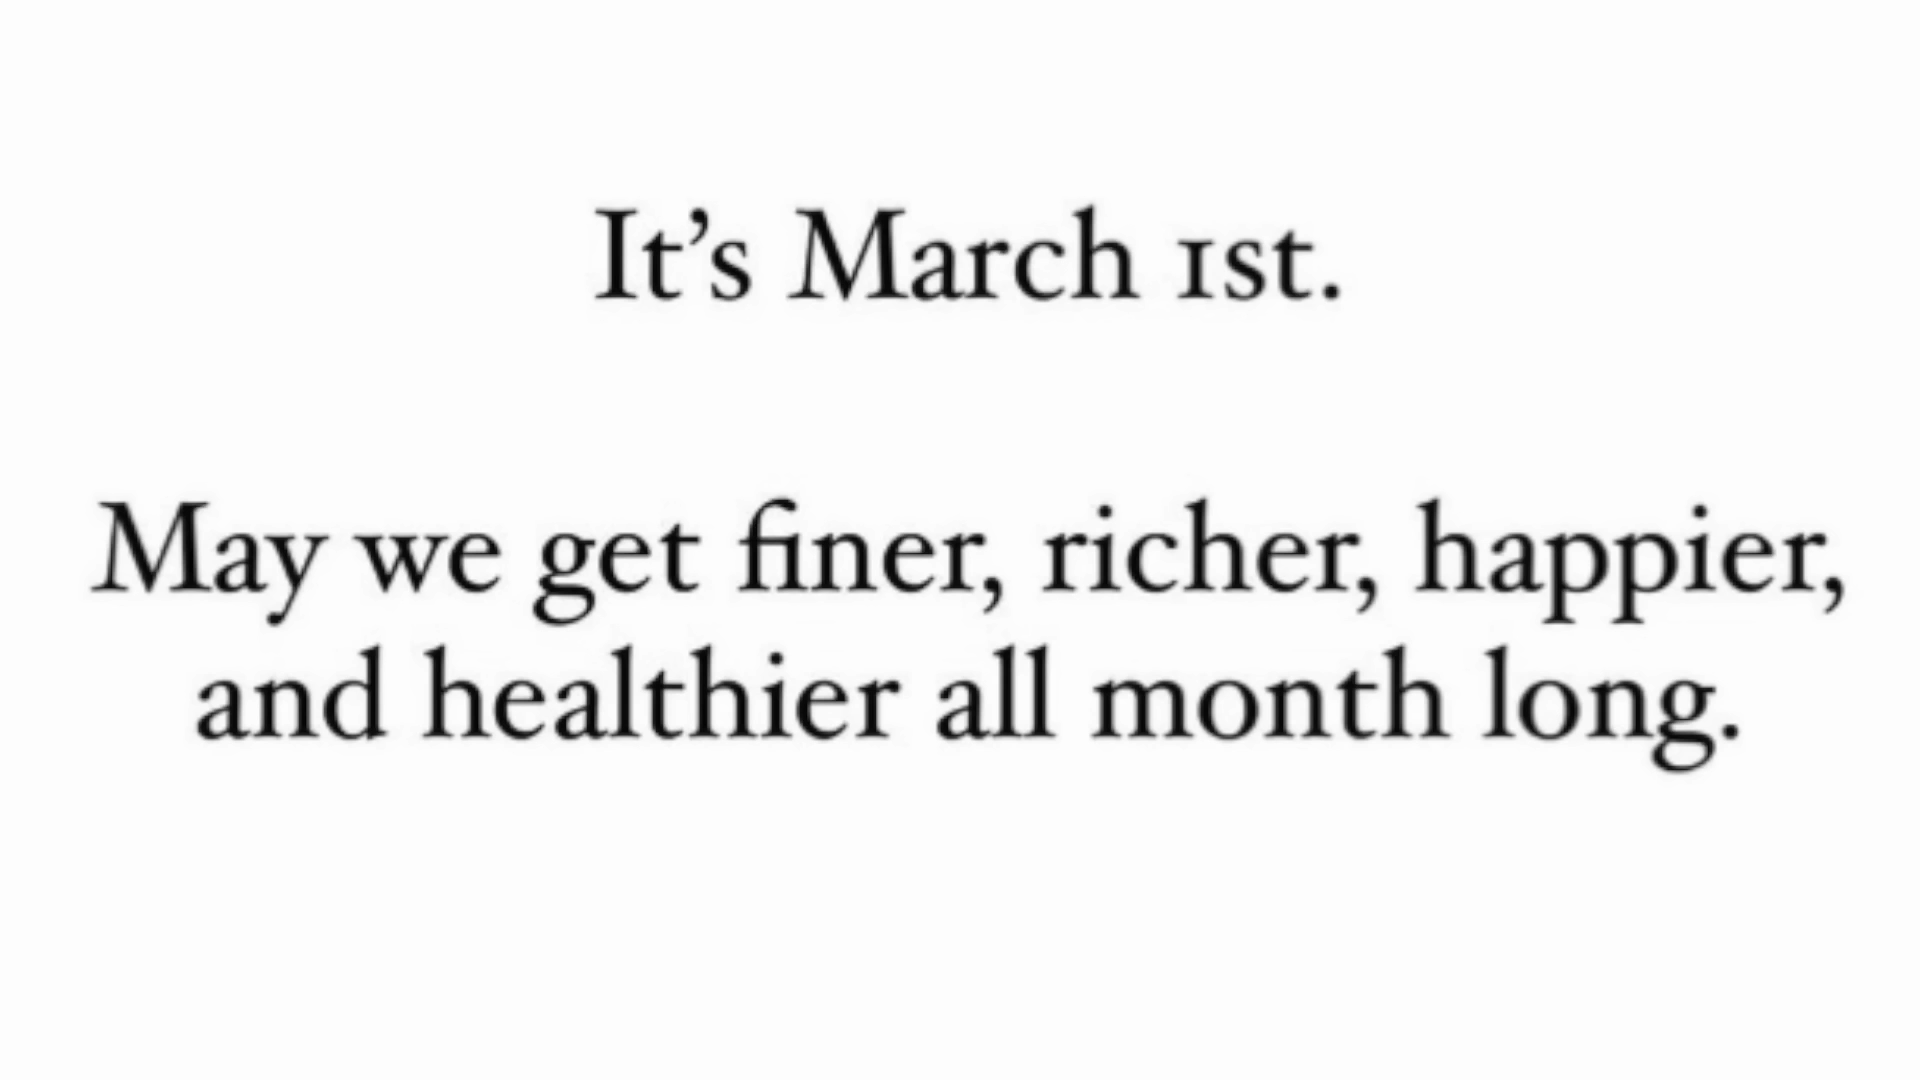 It’s March 1st.
May we get finer, richer, happier,
and healthier all month long.